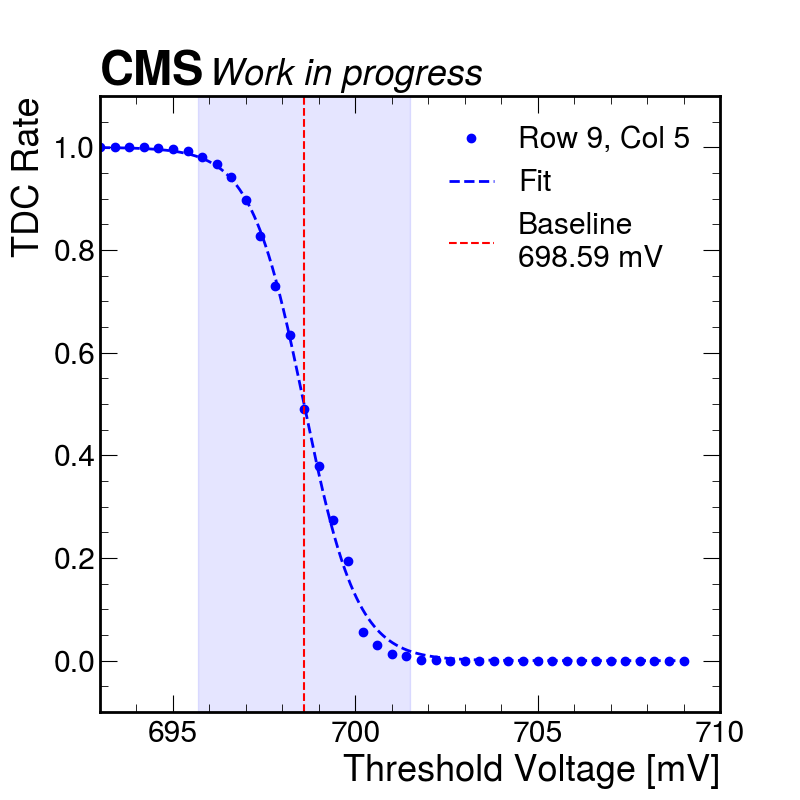 CMS Work in progress
TDC Rate
1.0
0.8
0.6
0.4
0.2
0.0
Row 9, Col 5
Fit
Baseline
698.59 mV
695
700
705
710
Threshold Voltage [mV]